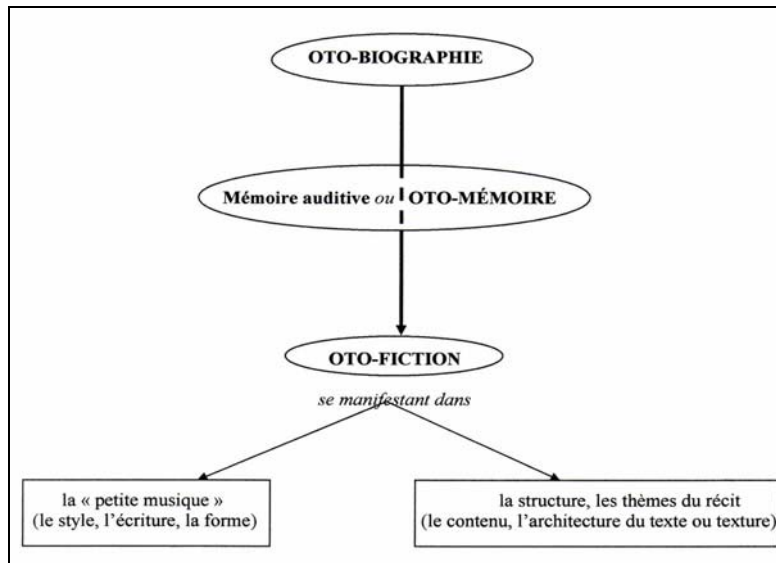 OTO-BIOGRAPHIE
Mémoire auditive ou OTO-MÉMOIRE
OTO-FICTION
se manifestant dans
la « petite musique »
(le style, l'écriture, la forme)
la structure, les thèmes du récit
(le contenu, l'architecture du texte ou texture)